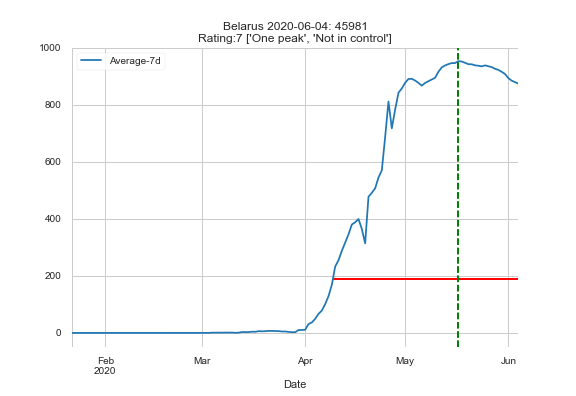 Belarus 2020-06-04: 45981
Rating:7 ['One peak', 'Not in control']
Average-7d
1000
800
600
400
200
0
Feb Mar Apr May Jun
2020
Date